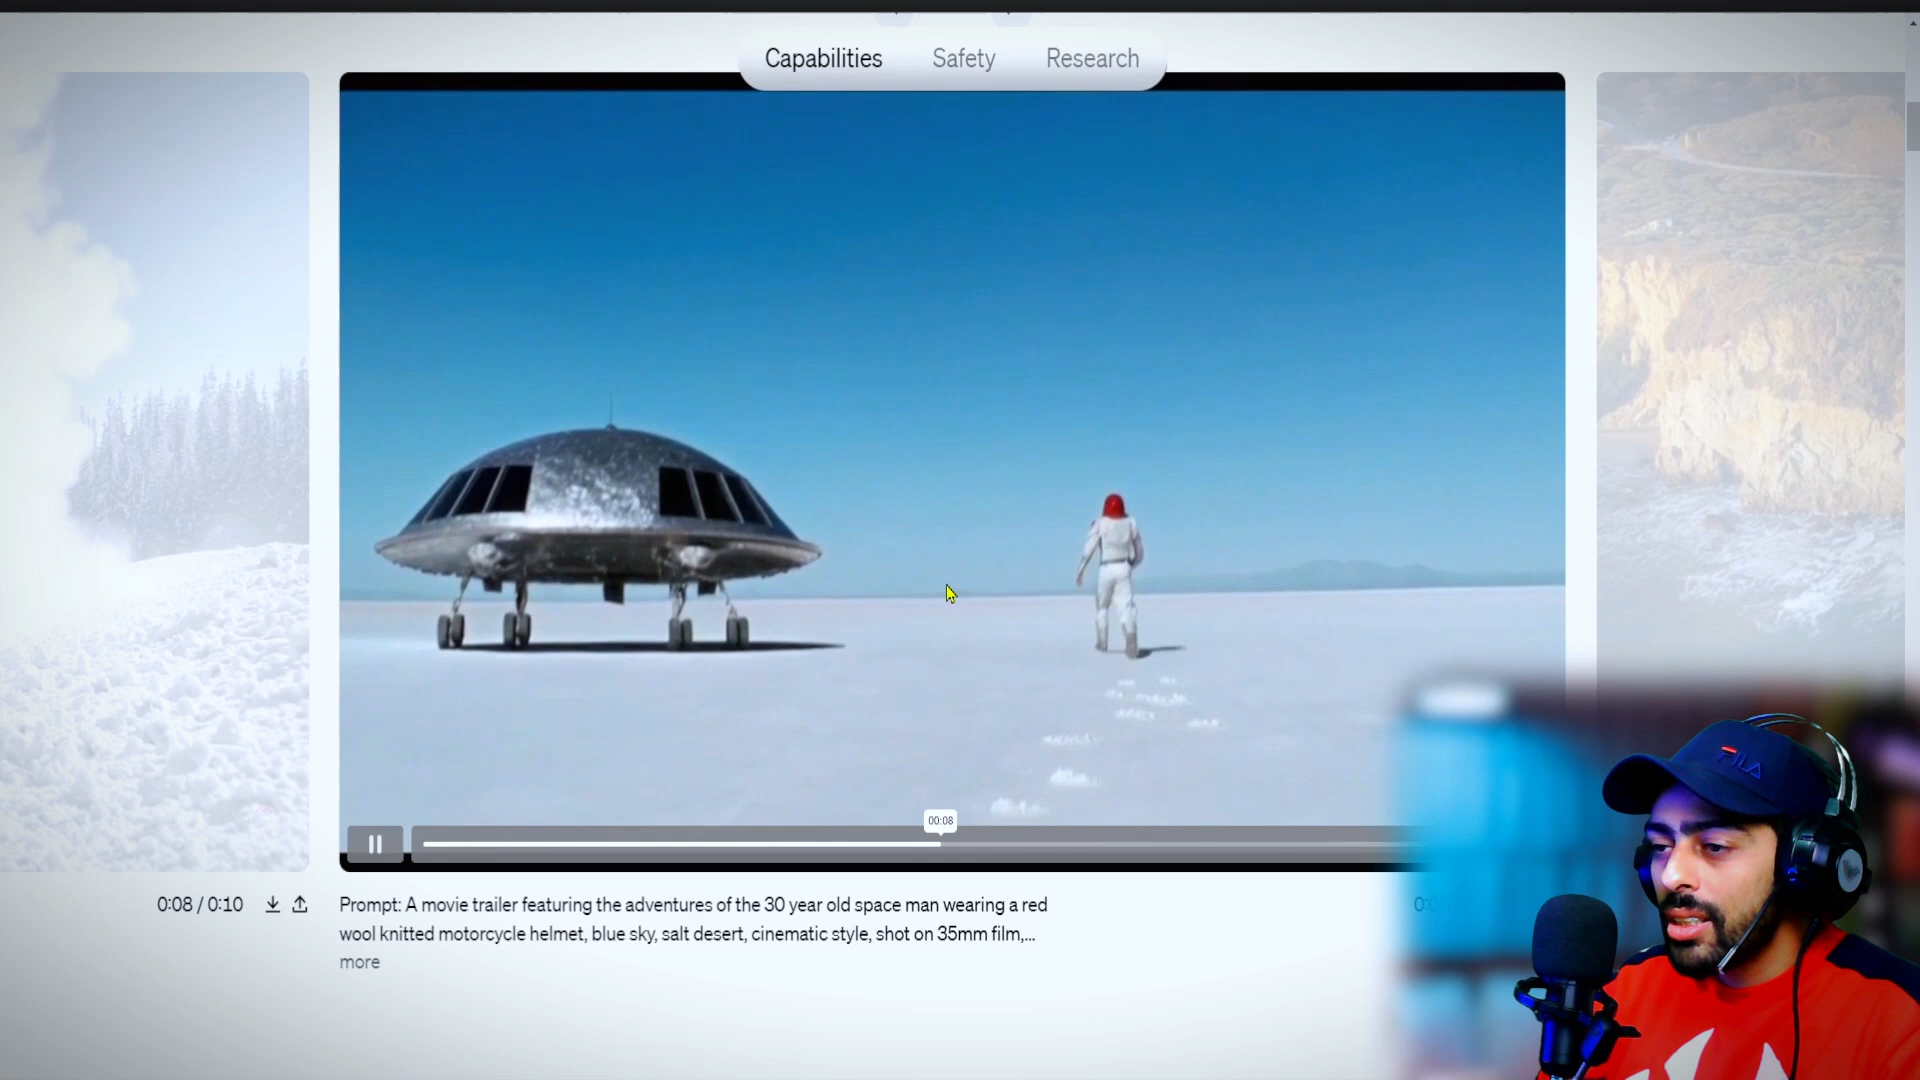 Capabilities
Safety
Research
00:08
0:08 / 0:10
Prompt: A movie trailer featuring the adventures of the 30 year old space man wearing a red
wool knitted motorcycle helmet, blue sky, salt desert, cinematic style, shot on 35mm film,...
more
FILA